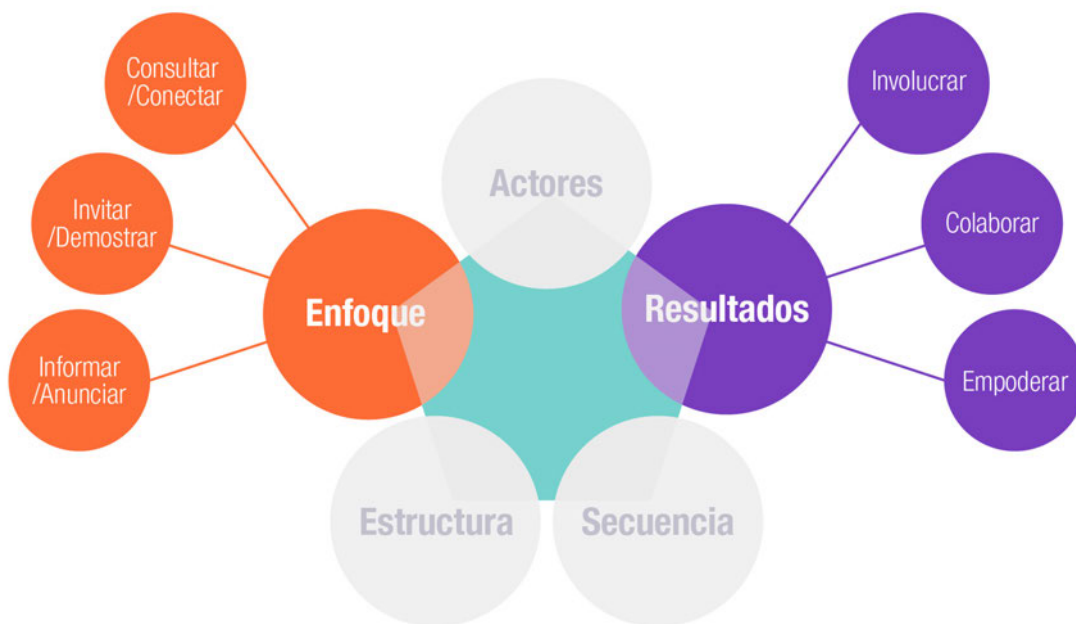 Consultar
/Conectar
Invitar
/Demostrar
Informar
/Anunciar
Enfoque
Actores
Resultados
Involucrar
Colaborar
Empoderar
Estructura
Secuencia